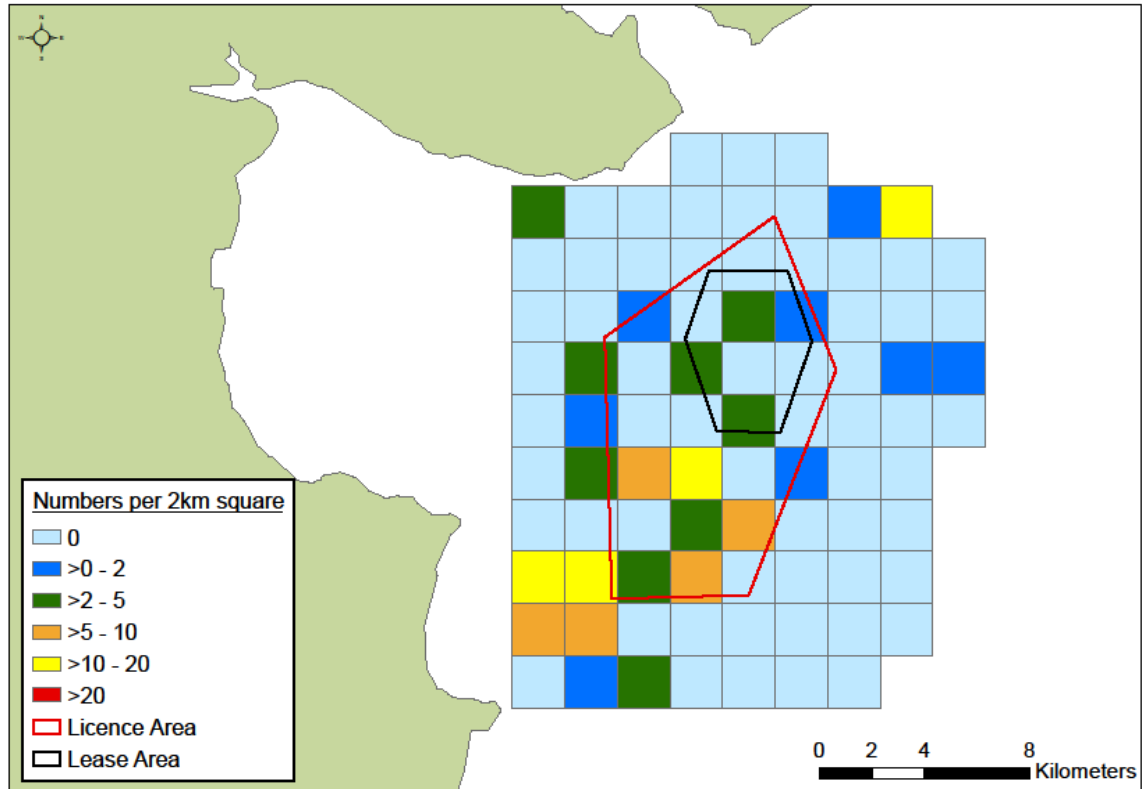 N
W E
S
Numbers per 2km square
0
>0 - 2
>2 - 5
>5 - 10
>10 - 20
>20
Licence Area
Lease Area
0 2 4 8
Kilometers